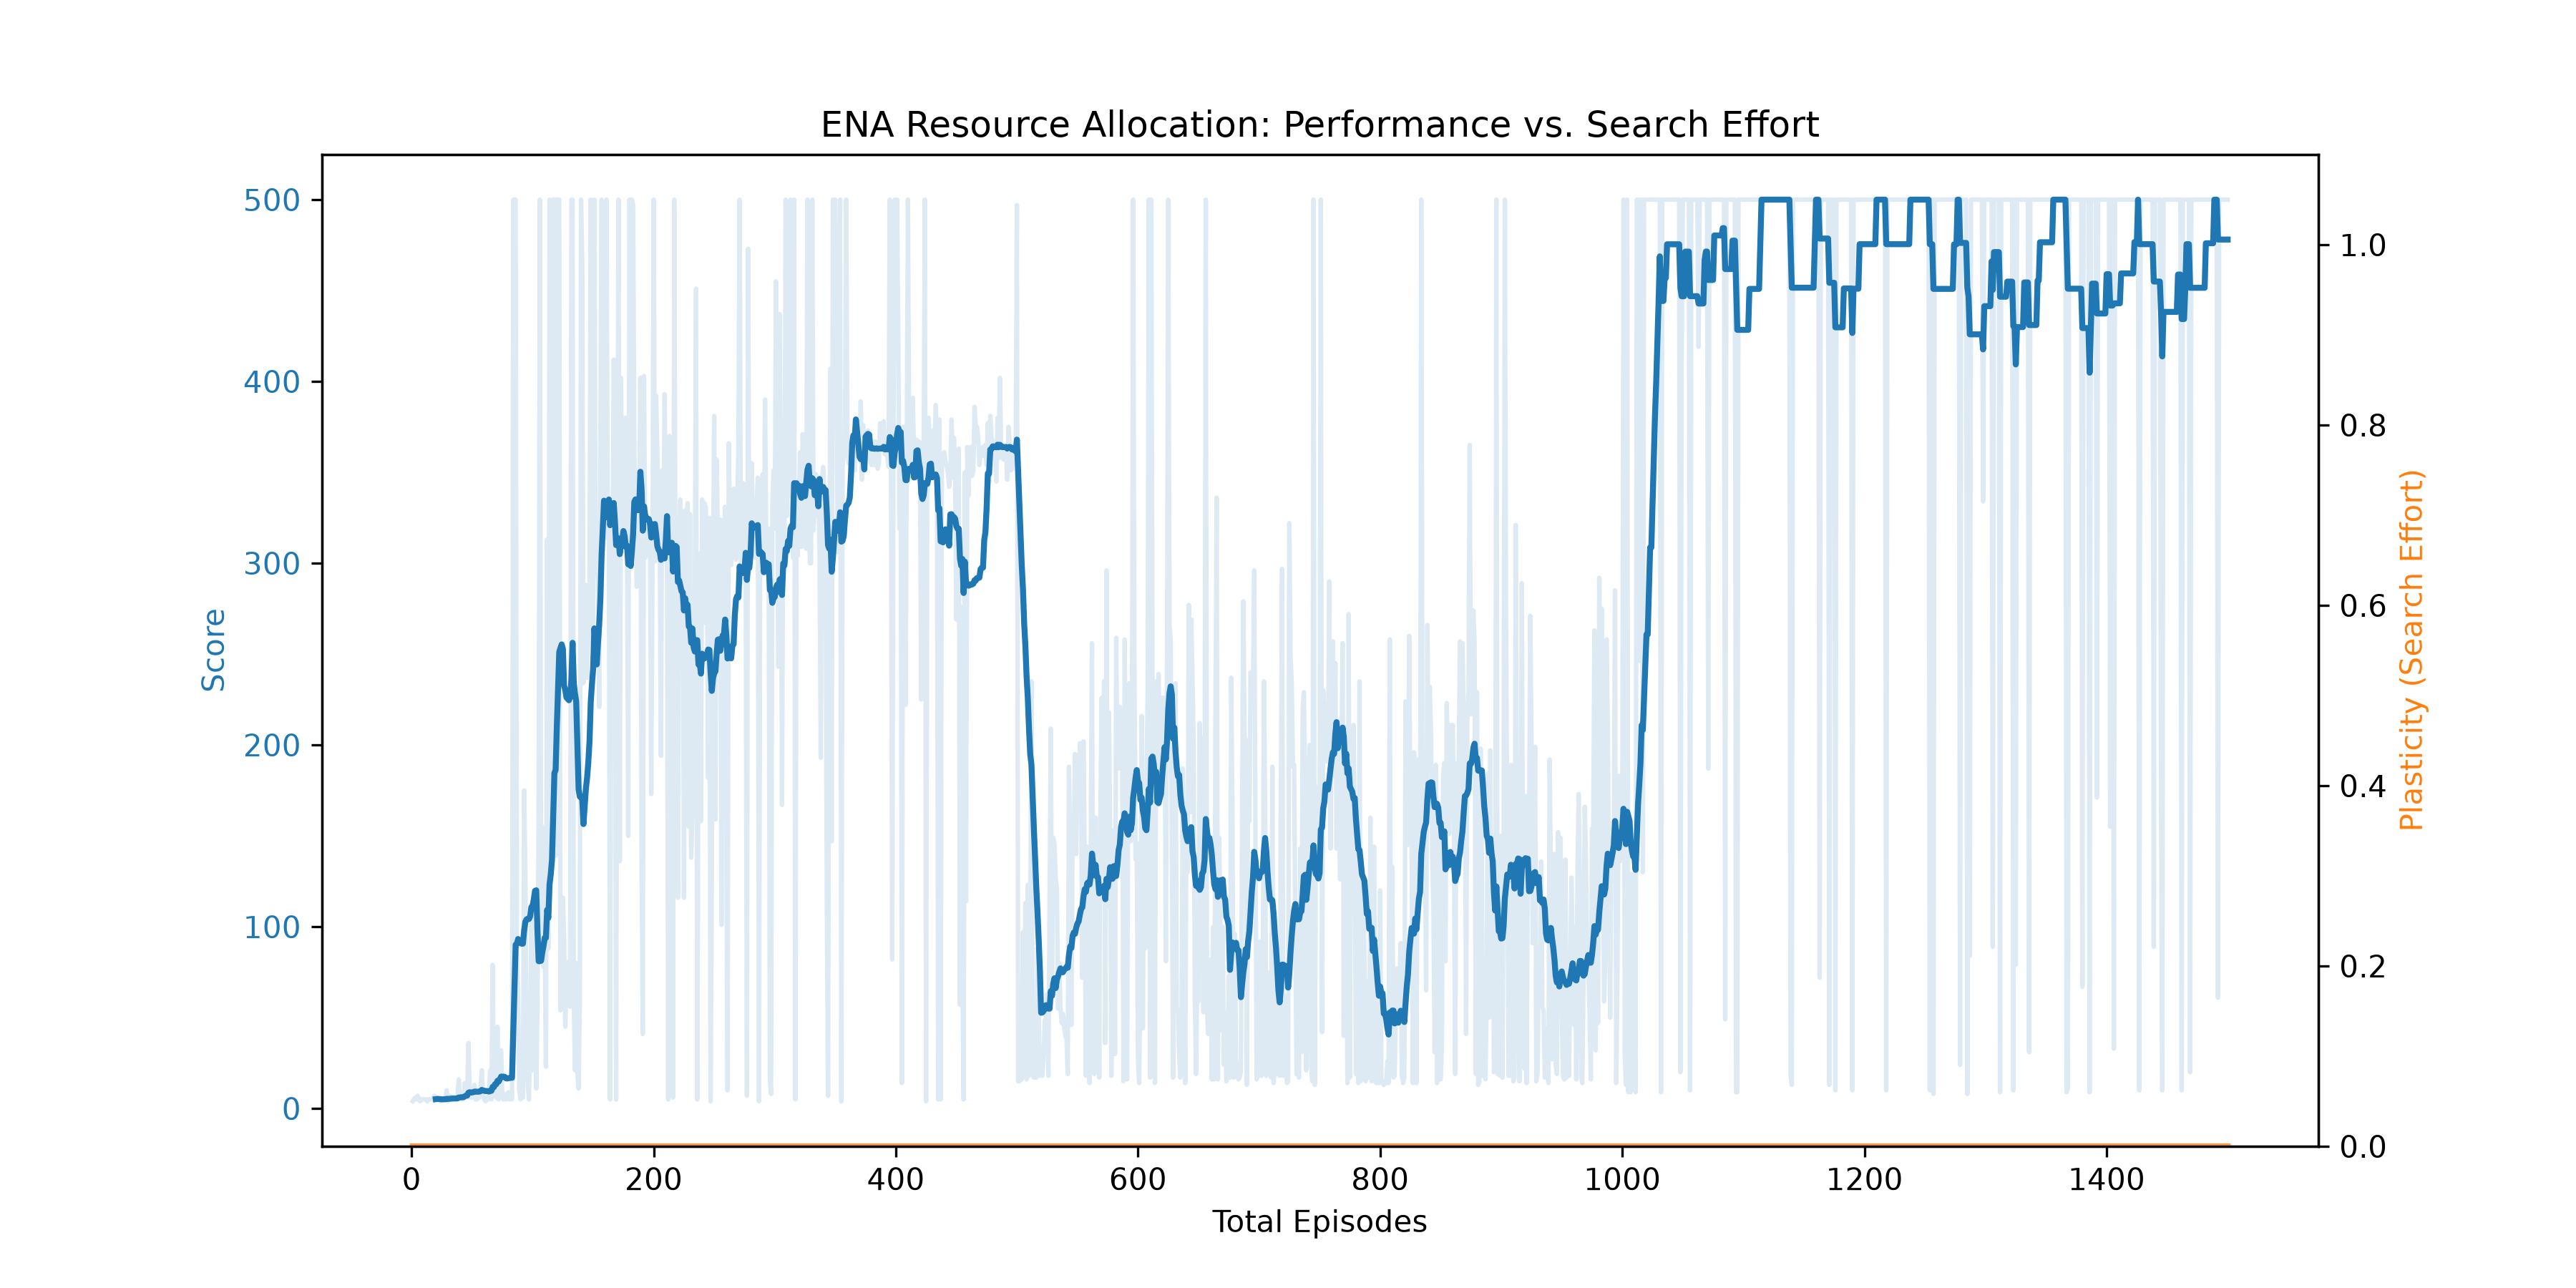 ENA Resource Allocation: Performance vs. Search Effort
Score
500
400
300
200
100
0
1.0
0.8
0.6
0.4
0.2
0.0
Plasticity (Search Effort)
0 200 400 600 800 1000 1200 1400
Total Episodes